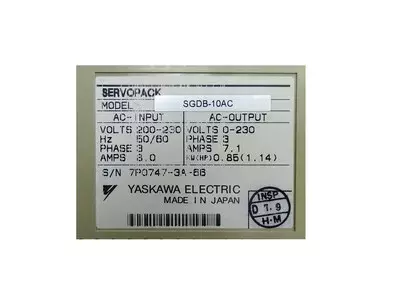 SERVOPACK
MODEL SGDB-10AC
AC-INPUT AC-OUTPUT
VOLTS 200-230 VOLTS 0-230
Hz 50/60 PHASE 3
PHASE 3 AMPS 7.1
AMPS 8.0 KW(HP) 0.85(1.14)
S/N 7P0747-3A-66
YASKAWA ELECTRIC
MADE IN JAPAN
INSP
D 7.9
H-M